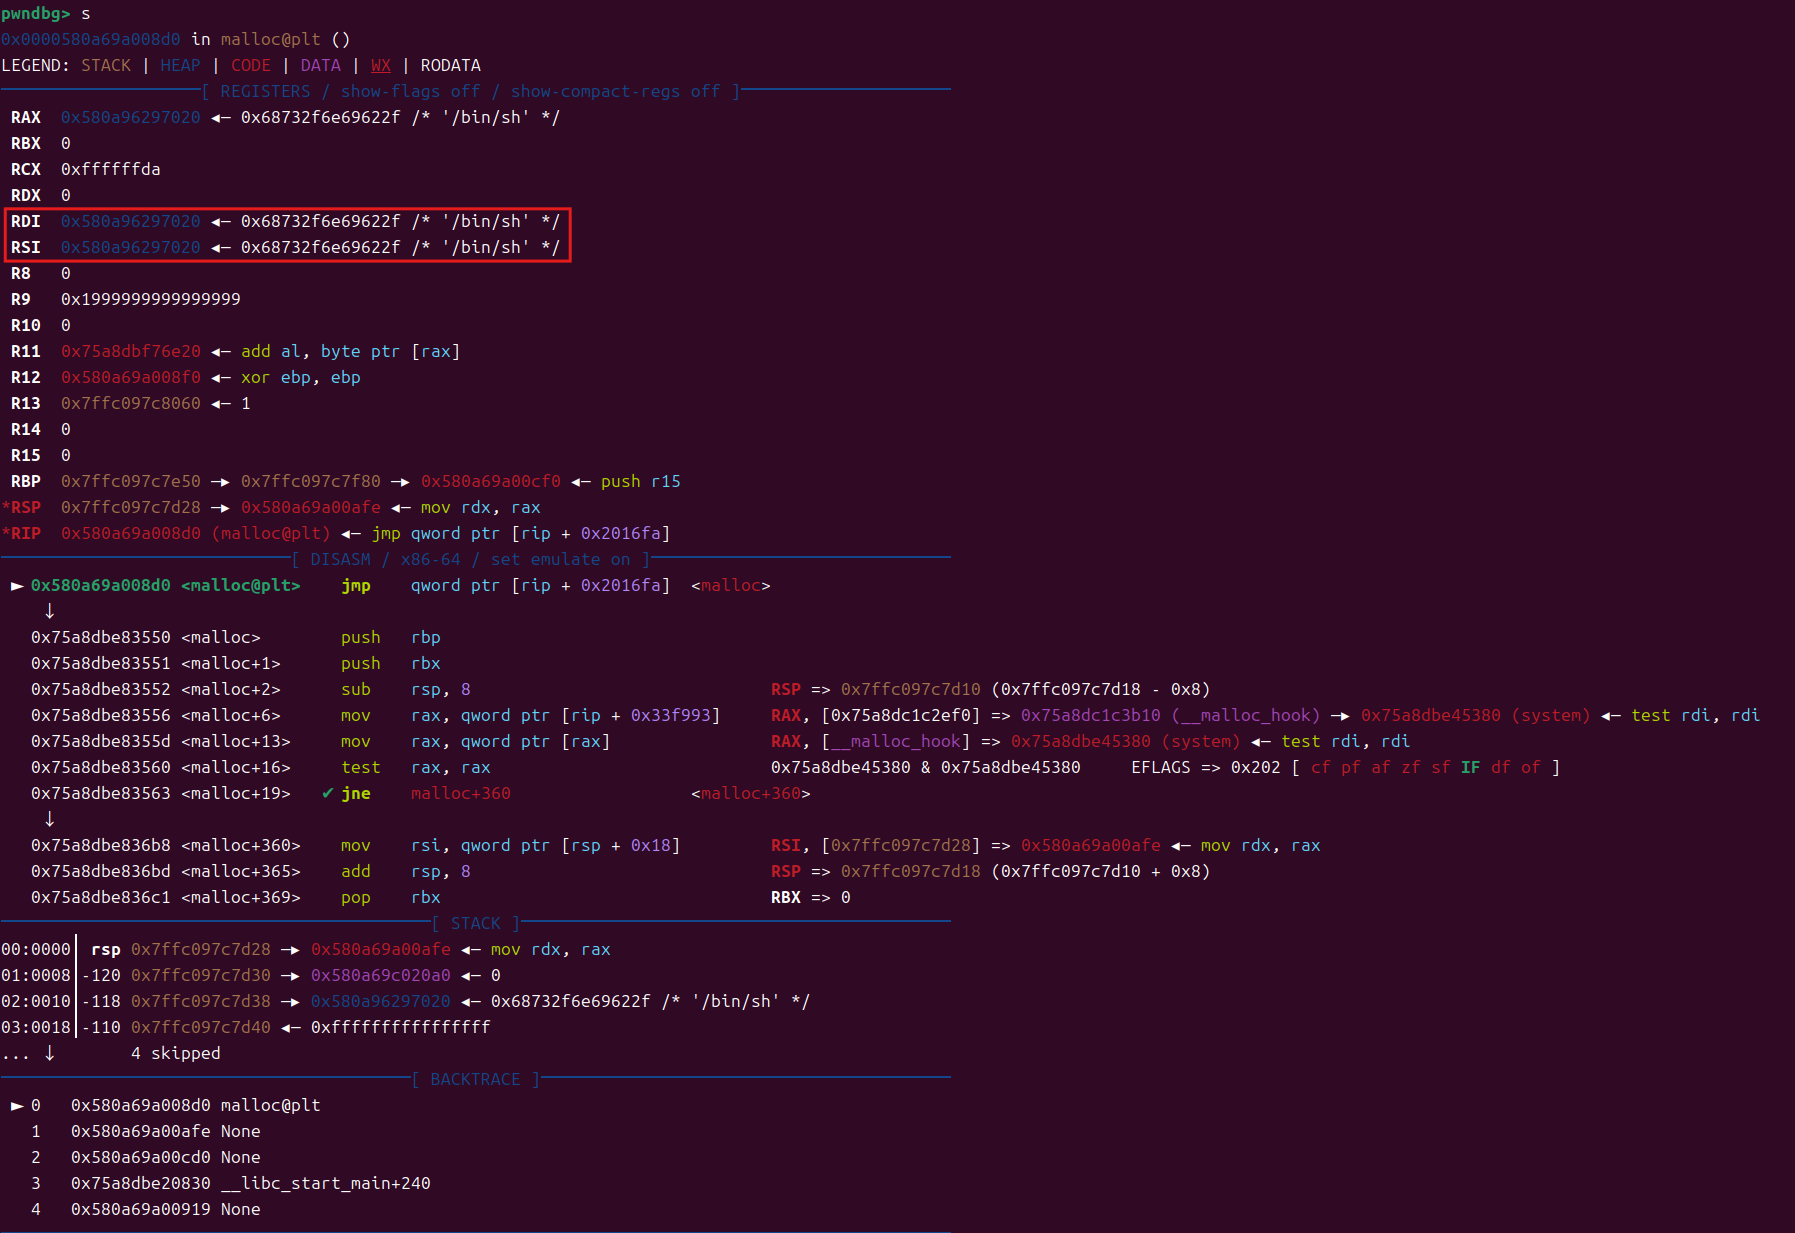 pwndbg> s
0x0000580a69a008d0 in malloc@plt ()
LEGEND: STACK | HEAP | CODE | DATA | WX | RODATA
[ REGISTERS / show-flags off / show-compact-regs off ]
RAX  0x580a96297020 ◂— 0x68732f6e69622f /* '/bin/sh' */
RBX  0
RCX  0xffffffda
RDX  0
RDI  0x580a96297020 ◂— 0x68732f6e69622f /* '/bin/sh' */
RSI  0x580a96297020 ◂— 0x68732f6e69622f /* '/bin/sh' */
R8   0
R9   0x1999999999999999
R10  0
R11  0x75a8dbf76e20 ◂— add al, byte ptr [rax]
R12  0x580a69a008f0 ◂— xor ebp, ebp
R13  0x7ffc097c8060 ◂— 1
R14  0
R15  0
RBP  0x7ffc097c7e50 —▸ 0x7ffc097c7f80 —▸ 0x580a69a00cf0 ◂— push r15
*RSP  0x7ffc097c7d28 —▸ 0x580a69a00afe ◂— mov rdx, rax
*RIP  0x580a69a008d0 (malloc@plt) ◂— jmp qword ptr [rip + 0x2016fa]
[ DISASM / x86-64 / set emulate on ]
► 0x580a69a008d0 <malloc@plt>    jmp    qword ptr [rip + 0x2016fa]  <malloc>
↓
0x75a8dbe83550 <malloc>        push   rbp
0x75a8dbe83551 <malloc+1>      push   rbx
0x75a8dbe83552 <malloc+2>      sub    rsp, 8     RSP => 0x7ffc097c7d10 (0x7ffc097c7d18 - 0x8)
0x75a8dbe83556 <malloc+6>      mov    rax, qword ptr [rip + 0x33f993]     RAX, [0x75a8dc1c2ef0] => 0x75a8dc1c3b10 (__malloc_hook) —▸ 0x75a8dbe45380 (system) ◂— test rdi, rdi
0x75a8dbe8355d <malloc+13>     mov    rax, qword ptr [rax]     RAX, [__malloc_hook] => 0x75a8dbe45380 (system) ◂— test rdi, rdi
0x75a8dbe83560 <malloc+16>     test   rax, rax     0x75a8dbe45380 & 0x75a8dbe45380     EFLAGS => 0x202 [ cf pf af zf sf IF df of ]
0x75a8dbe83563 <malloc+19>   ✔ jne    malloc+360     <malloc+360>
↓
0x75a8dbe836b8 <malloc+360>    mov    rsi, qword ptr [rsp + 0x18]     RSI, [0x7ffc097c7d28] => 0x580a69a00afe ◂— mov rdx, rax
0x75a8dbe836bd <malloc+365>    add    rsp, 8     RSP => 0x7ffc097c7d18 (0x7ffc097c7d10 + 0x8)
0x75a8dbe836c1 <malloc+369>    pop    rbx     RBX => 0
[ STACK ]
00:0000│ rsp 0x7ffc097c7d28 —▸ 0x580a69a00afe ◂— mov rdx, rax
01:0008│-120 0x7ffc097c7d30 —▸ 0x580a69c020a0 ◂— 0
02:0010│-118 0x7ffc097c7d38 —▸ 0x580a96297020 ◂— 0x68732f6e69622f /* '/bin/sh' */
03:0018│-110 0x7ffc097c7d40 ◂— 0xffffffffffffffff
... ↓      4 skipped
[ BACKTRACE ]
► 0   0x580a69a008d0 malloc@plt
1   0x580a69a00afe None
2   0x580a69a00cd0 None
3   0x75a8dbe20830 __libc_start_main+240
4   0x580a69a00919 None